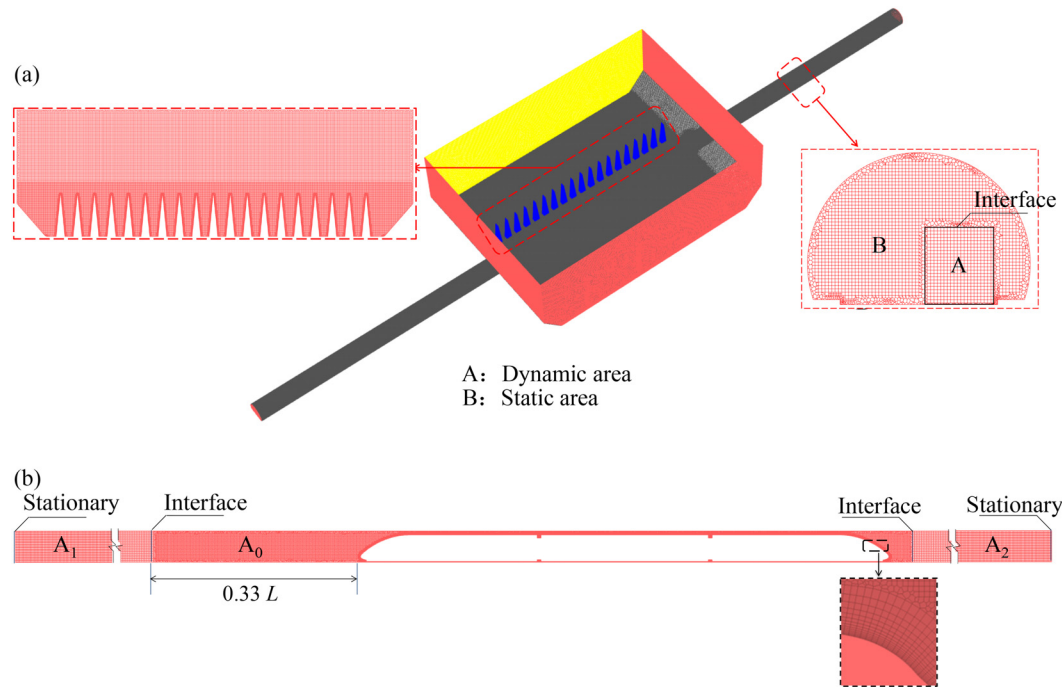 (a)
Interface
B
A
A: Dynamic area
B: Static area
(b)
Stationary
Interface
Interface
Stationary
A₁
A₀
A₂
0.33 L